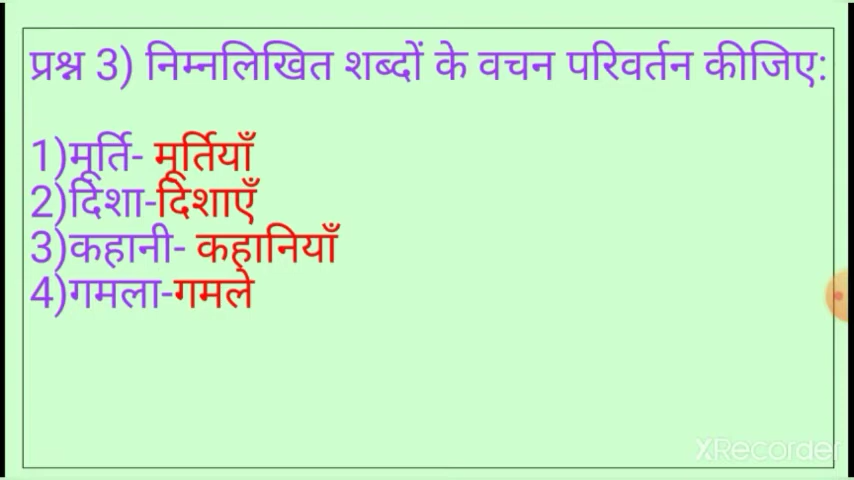 प्रश्न 3) निम्नलिखित शब्दों के वचन परिवर्तन कीजिए:
1)मूर्ति- मूर्तियाँ
2)दिशा-दिशाएँ
3)कहानी- कहानियाँ
4)गमला-गमले
XRecorder